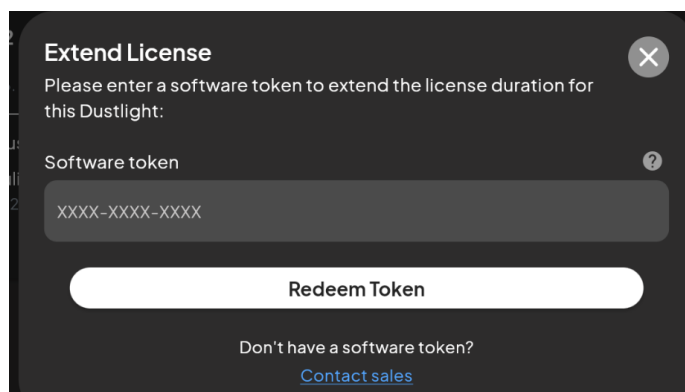 Extend License
Please enter a software token to extend the license duration for
this Dustlight:
Software token
XXXX-XXXX-XXXX
Redeem Token
Don't have a software token?
Contact sales